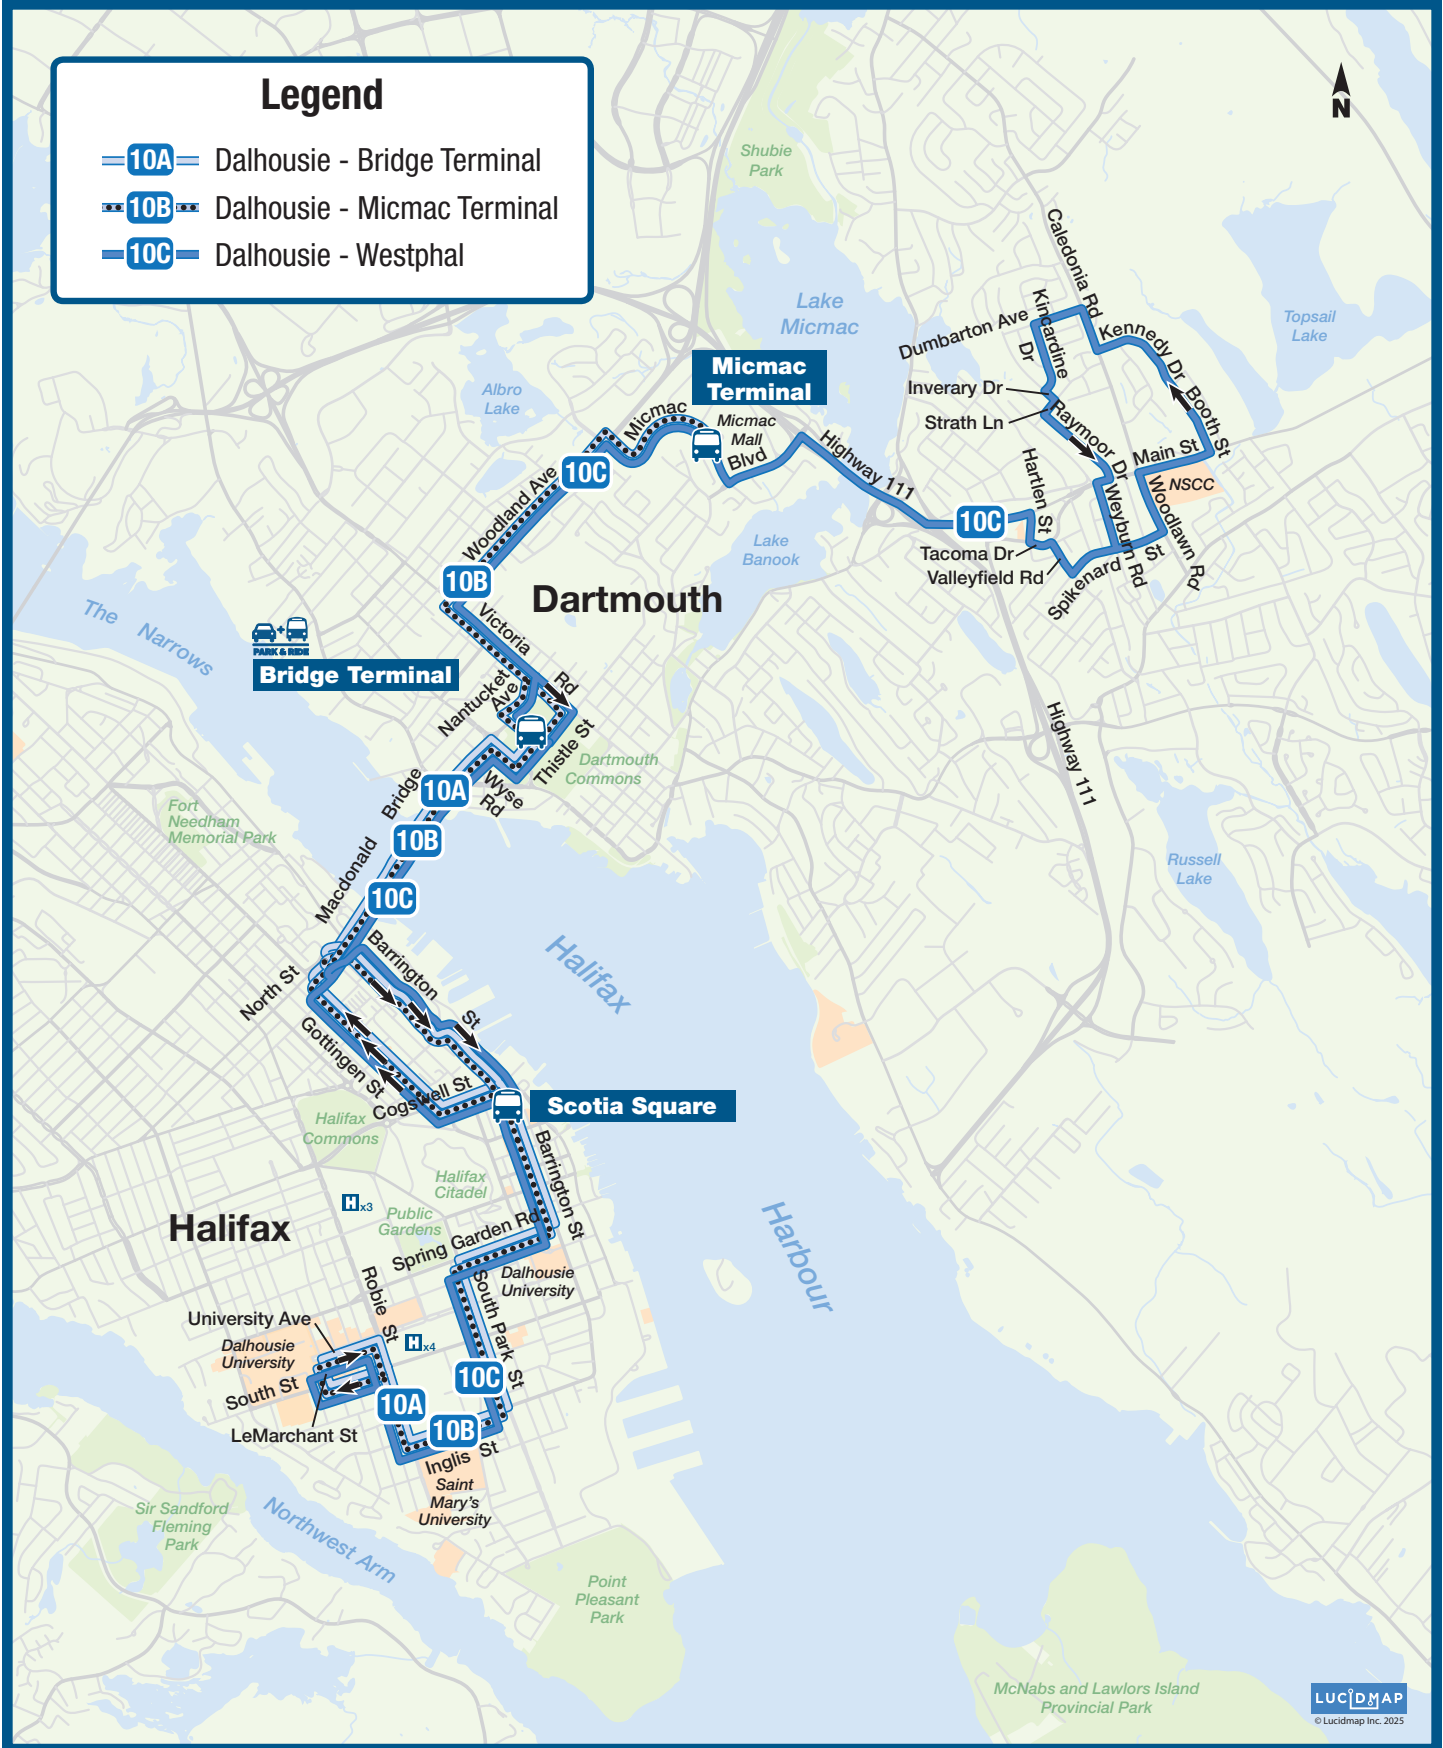 Legend
10A Dalhousie - Bridge Terminal
10B Dalhousie - Micmac Terminal
10C Dalhousie - Westphal
N
Shubie
Park
Lake
Micmac
Topsail
Lake
Caledonia Rd
Kincardine
Dr
Dumbarton Ave
Kennedy Dr
Booth St
Inverary Dr
Strath Ln
Raymoor Dr
Main St
NSCC
Woodlawn Rd
Weyburn Rd
Hartlen St
Tacoma Dr
Valleyfield Rd
Spikenard St
10C
Highway 111
Micmac
Terminal
Micmac
Mall
Micmac
Blvd
Albro
Lake
10C
Woodland Ave
Lake
Banook
10B
Dartmouth
Victoria
Rd
The Narrows
PARK & RIDE
Bridge Terminal
Nantucket
Ave
Thistle St
Dartmouth
Commons
Highway 111
Wyse
Rd
10A
Macdonald Bridge
10B
10C
Fort
Needham
Memorial Park
Russell
Lake
Halifax
Harbour
Barrington
St
North St
Gottingen St
Cogswell St
Scotia Square
Halifax
Commons
Halifax
Citadel
Barrington St
H x3
Public
Gardens
Halifax
Spring Garden Rd
Dalhousie
University
Robie St
South Park St
University Ave
Dalhousie
University
H x4
South St
10C
10A
10B
LeMarchant St
Inglis St
Saint
Mary's
University
Sir Sandford
Fleming
Park
Northwest Arm
Point
Pleasant
Park
McNabs and Lawlors Island
Provincial Park
LUCIDMAP
© Lucidmap Inc. 2025